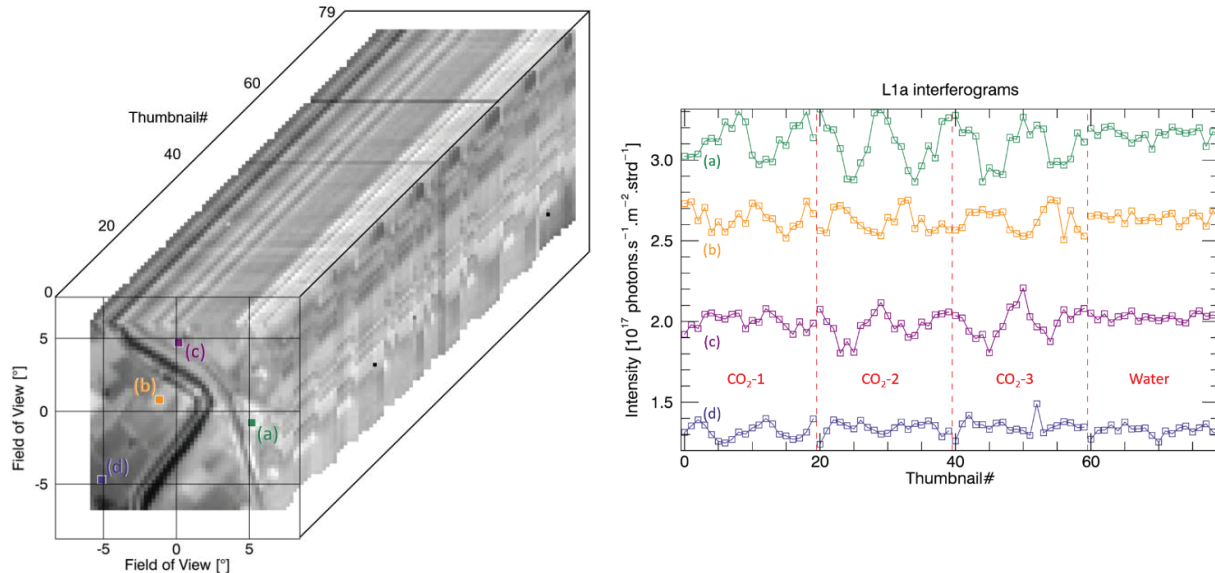 79
60
Thumbnail#
40
20
0
5
0
-5
Field of View [°]
(c)
(b)
(a)
(d)
-5 0 5
Field of View [°]
L1a interferograms
3.0
2.5
2.0
1.5
Intensity [10¹⁷ photons.s⁻¹.m⁻².strd⁻¹]
(a)
(b)
(c)
CO₂-1 CO₂-2 CO₂-3 Water
(d)
0 20 40 60
Thumbnail#